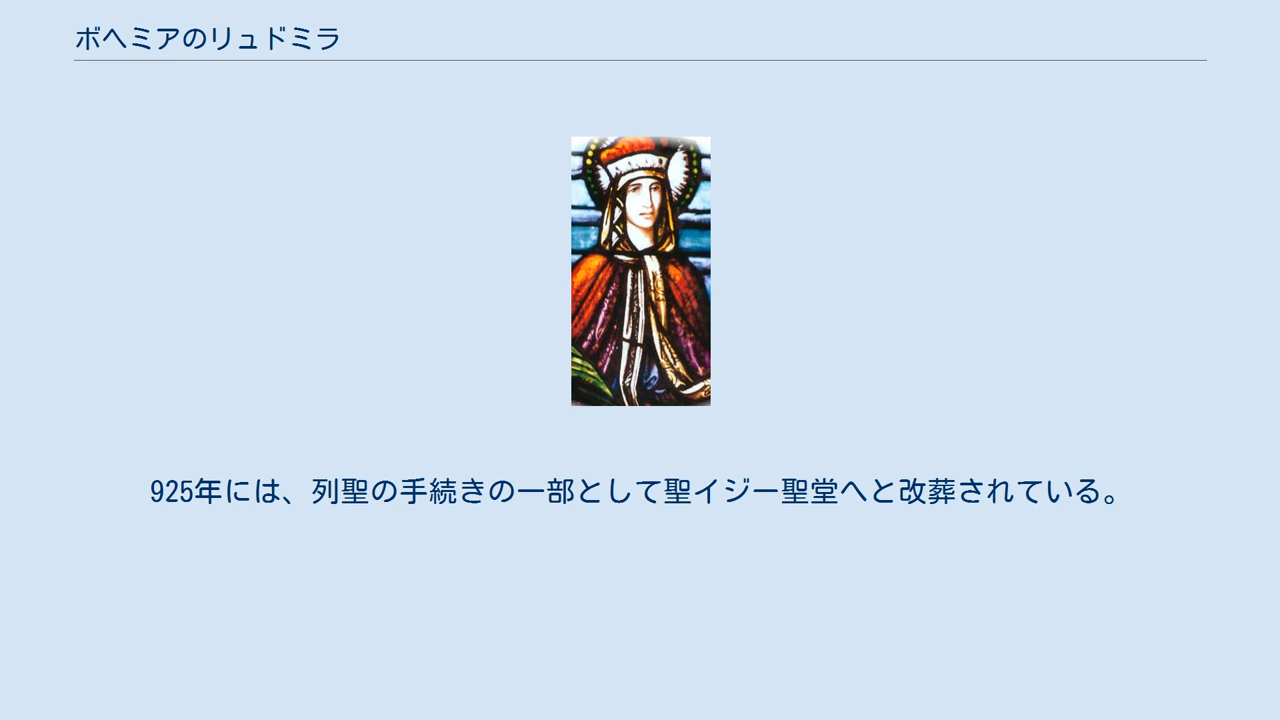 ボヘミアのリュドミラ
925年には、列聖の手続きの一部として聖イジー聖堂へと改葬されている。